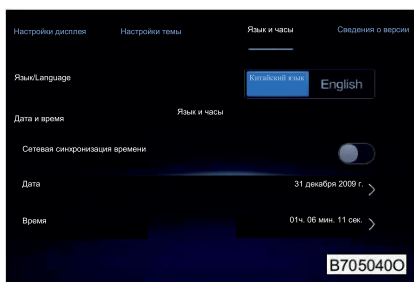 Настройки дисплея Настройки темы Язык и часы Сведения о версии
Язык/Language Китайский язык English
Язык и часы
Дата и время
Сетевая синхронизация времени
Дата 31 декабря 2009 г.
Время 01ч. 06 мин. 11 сек.
B705040O